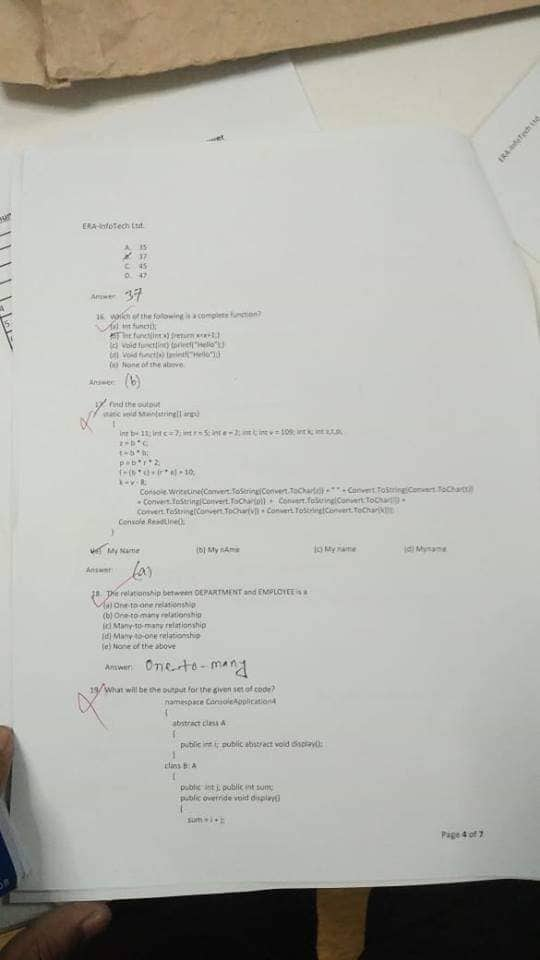 ERA-InfoTech Ltd.
ERA-InfoTech Ltd.
A. 35
B. 37
C. 45
D. 47
Answer: 37
16. Which of the following is a complete function?
(a) int funct();
(b) int funct(int x) {return x=x+1;}
(c) Void funct(int) {printf("Hello");}
(d) Void funct(x) {printf("Hello");}
(e) None of the above.
Answer: (b)
17. Find the output
static void Main(string[] args)
{
int b= 11; int c = 7; int r = 5; int e = 2; int l; int v = 109; int k; int z,t,p;
z = b * c;
t = b * b;
p = b * r * 2;
l = (b * c) + (r * e) + 10;
k = v - 8;
Console.WriteLine(Convert.ToString(Convert.ToChar(z)) + " " + Convert.ToString(Convert.ToChar(t))
+ Convert.ToString(Convert.ToChar(p)) + Convert.ToString(Convert.ToChar(l)) +
Convert.ToString(Convert.ToChar(v)) + Convert.ToString(Convert.ToChar(k)));
Console.ReadLine();
}
(a) My Name (b) My nAme (c) My name (d) Myname
Answer: (a)
18. The relationship between DEPARTMENT and EMPLOYEE is a
(a) One-to-one relationship
(b) One-to-many relationship
(c) Many-to-many relationship
(d) Many-to-one relationship
(e) None of the above
Answer: One-to-many
19. What will be the output for the given set of code?
namespace ConsoleApplication4
{
abstract class A
{
public int i; public abstract void display();
}
class B: A
{
public int j; public int sum;
public override void display()
{
sum = i + j;
Page 4 of 7